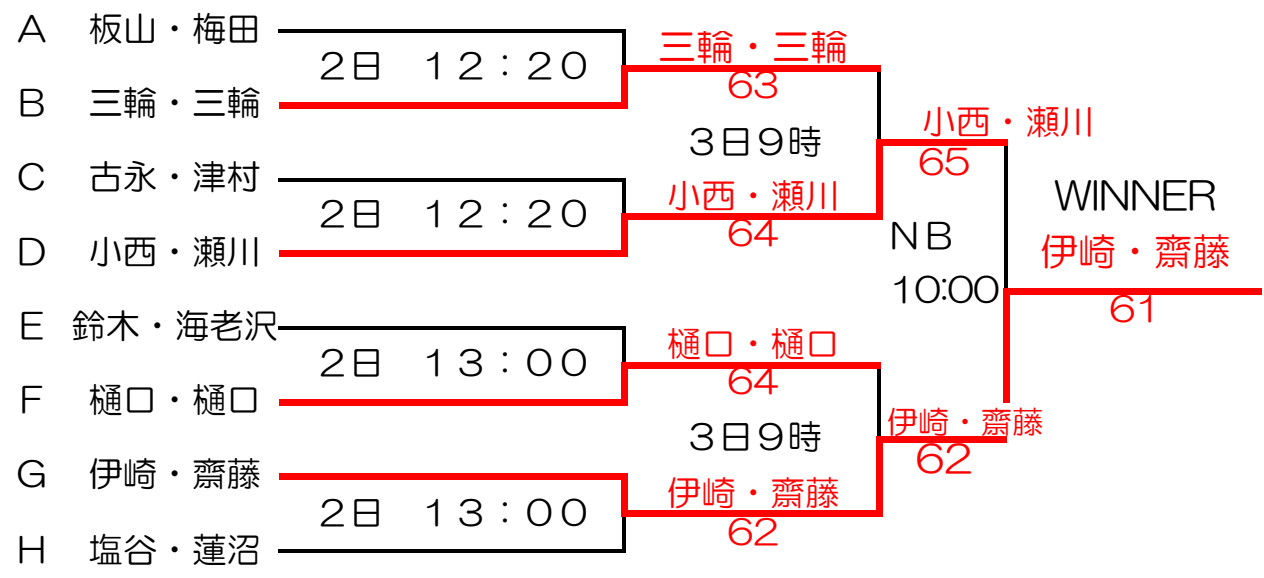 A 板山・梅田
2日 12:20
三輪・三輪
63
B 三輪・三輪
3日9時
小西・瀬川
65
C 古永・津村
2日 12:20
小西・瀬川
64
D 小西・瀬川
NB
10:00
WINNER
伊崎・齋藤
61
E 鈴木・海老沢
2日 13:00
樋口・樋口
64
F 樋口・樋口
3日9時
伊崎・齋藤
62
G 伊崎・齋藤
2日 13:00
伊崎・齋藤
62
H 塩谷・蓮沼